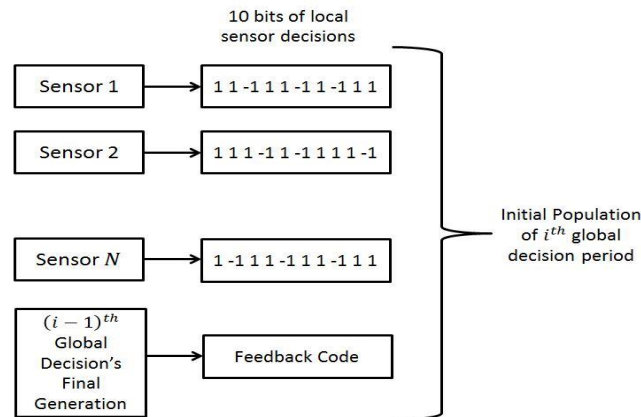 10 bits of local
sensor decisions
Sensor 1
1 1 -1 1 1 -1 1 -1 1 1
Sensor 2
1 1 1 -1 1 -1 1 1 1 -1
Sensor N
1 -1 1 1 -1 1 1 -1 1 1
(i − 1)th
Global
Decision's
Final
Generation
Feedback Code
Initial Population
of ith global
decision period